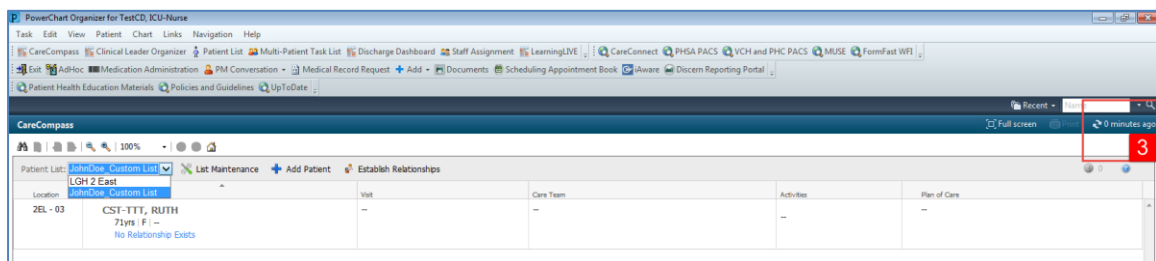 PowerChart Organizer for TestCD, ICU-Nurse
Task Edit View Patient Chart Links Navigation Help
CareCompass Clinical Leader Organizer Patient List Multi-Patient Task List Discharge Dashboard Staff Assignment LearningLIVE CareConnect PHSA PACS VCH and PHC PACS MUSE FormFast WFI
Exit AdHoc Medication Administration PM Conversation Medical Record Request Add Documents Scheduling Appointment Book iAware Discern Reporting Portal
Patient Health Education Materials Policies and Guidelines UpToDate
Recent Name
CareCompass Full screen Print 0 minutes ago
3
100%
Patient List: JohnDoe_Custom List List Maintenance Add Patient Establish Relationships 0
LGH 2 East
JohnDoe_Custom List
Location Visit Care Team Activities Plan of Care
2EL - 03 CST-TTT, RUTH -- -- -- --
71yrs | F | --
No Relationship Exists